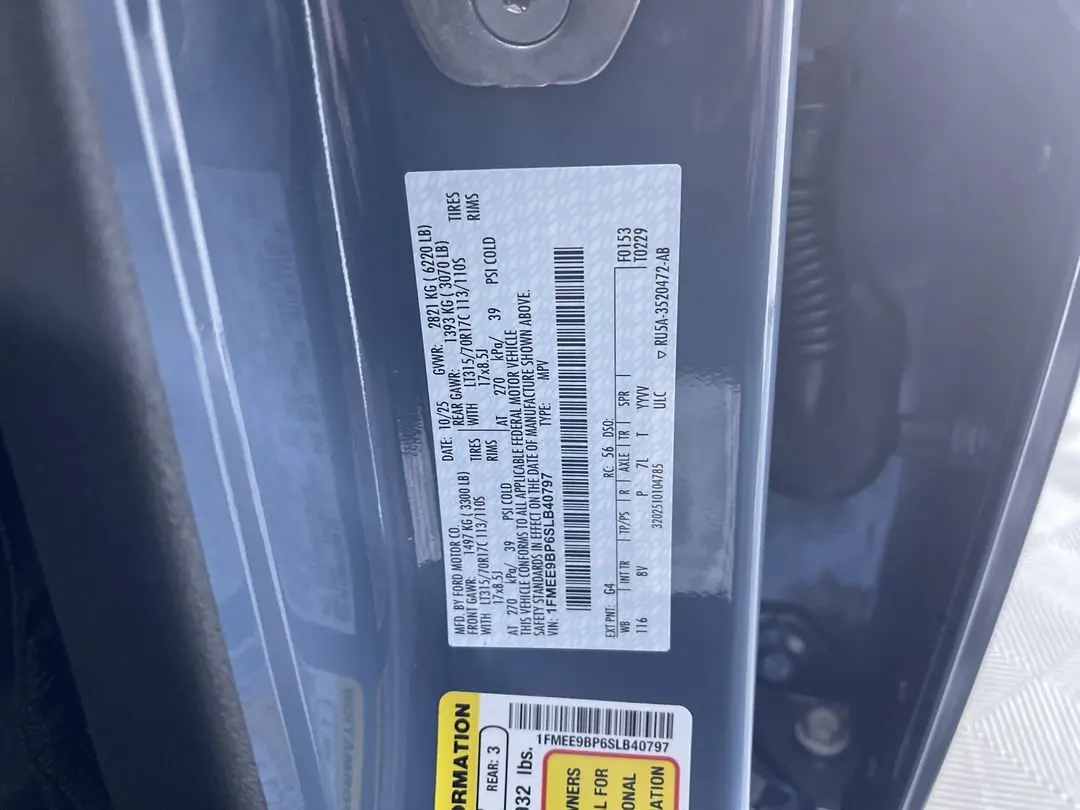 MFD. BY FORD MOTOR CO.
DATE: 10/25 GVWR: 2821 KG ( 6220 LB)
FRONT GAWR: 1497 KG ( 3300 LB) REAR GAWR: 1393 KG ( 3070 LB)
WITH LT315/70R17C 113/110S TIRES WITH LT315/70R17C 113/110S TIRES
17x8.5J RIMS 17x8.5J RIMS
AT 270 kPa/ 39 PSI COLD AT 270 kPa/ 39 PSI COLD
THIS VEHICLE CONFORMS TO ALL APPLICABLE FEDERAL MOTOR VEHICLE
SAFETY STANDARDS IN EFFECT ON THE DATE OF MANUFACTURE SHOWN ABOVE.
VIN: 1FMEE9BP6SLB40797 TYPE: MPV
F0153
EXT PNT: G4 RC: 56 DSO: T0229
WB INT TR TP/PS R AXLE TR SPR
116 8V P 7L T YYVV
3202510104785 ULC
▽ RU5A-3520472-AB
ORMATION
REAR: 3
032 lbs.
1FMEE9BP6SLB40797
NERS
L FOR
ONAL
ATION